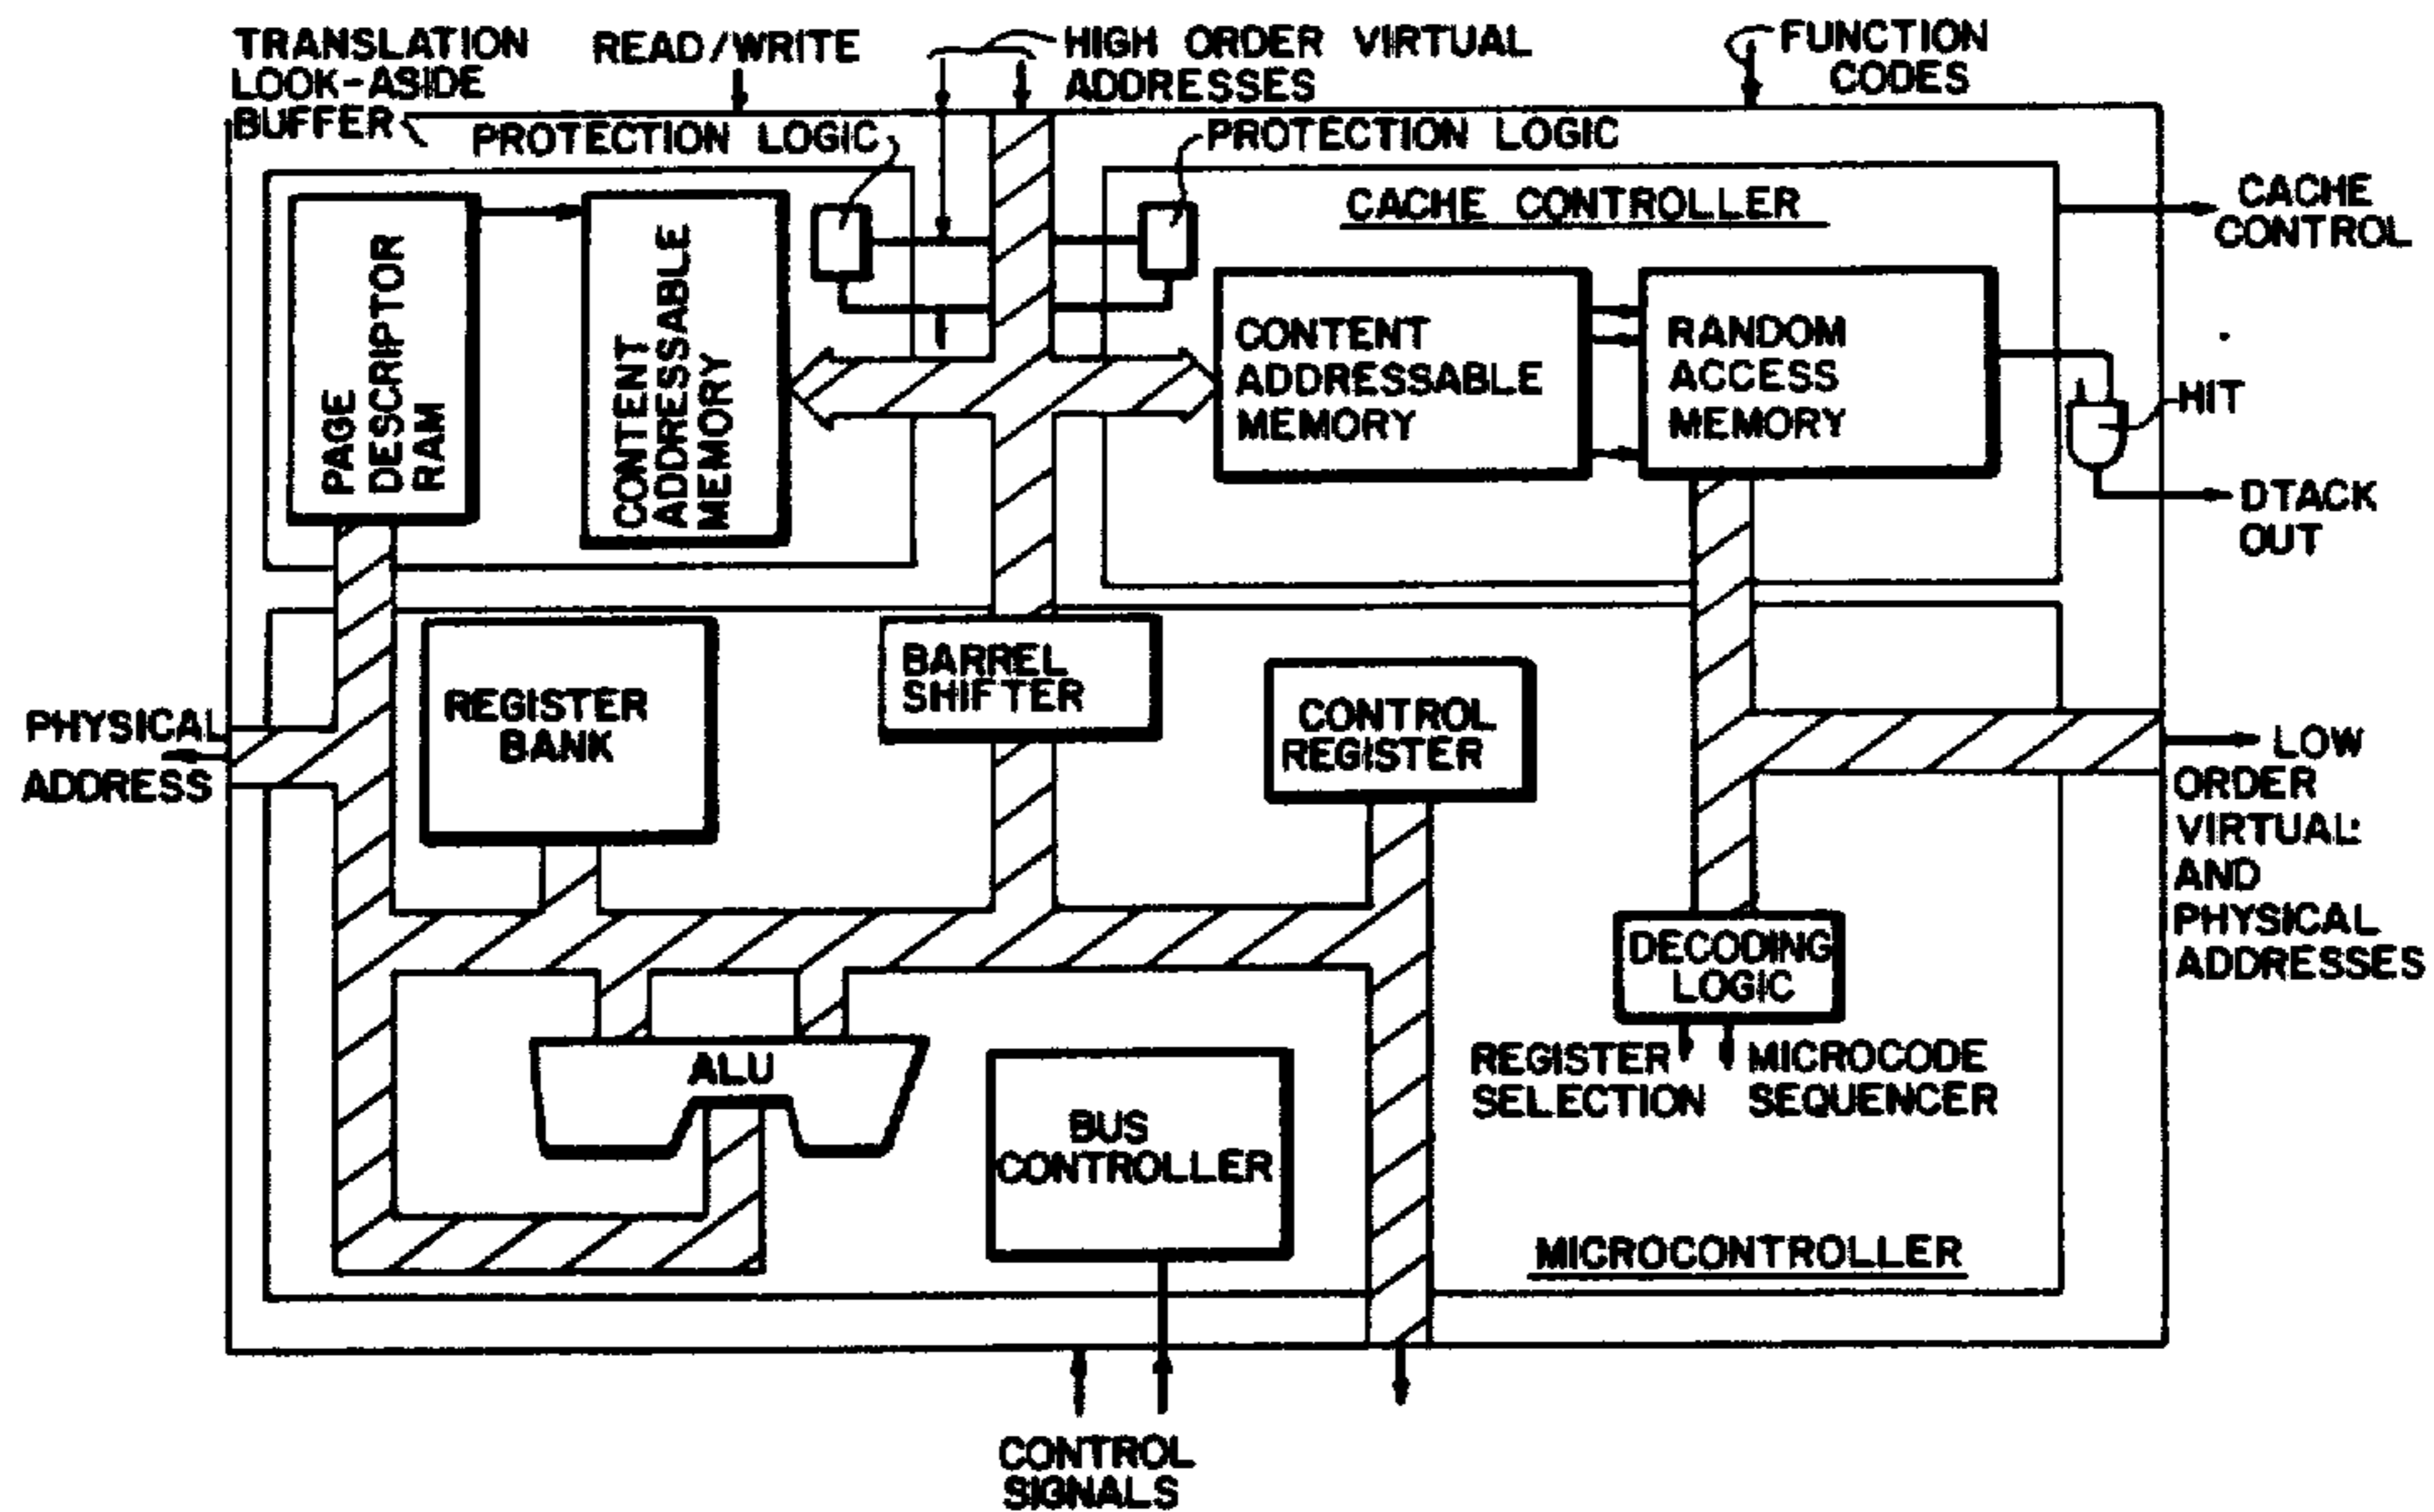 TRANSLATION
LOOK-ASIDE
BUFFER
READ/WRITE
HIGH ORDER VIRTUAL
ADDRESSES
FUNCTION
CODES
PROTECTION LOGIC
PROTECTION LOGIC
CACHE CONTROLLER
CACHE
CONTROL
PAGE
DESCRIPTOR
RAM
CONTENT
ADDRESSABLE
MEMORY
CONTENT
ADDRESSABLE
MEMORY
RANDOM
ACCESS
MEMORY
HIT
DTACK
OUT
REGISTER
BANK
BARREL
SHIFTER
CONTROL
REGISTER
PHYSICAL
ADDRESS
LOW
ORDER
VIRTUAL
AND
PHYSICAL
ADDRESSES
DECODING
LOGIC
REGISTER
SELECTION
MICROCODE
SEQUENCER
ALU
BUS
CONTROLLER
MICROCONTROLLER
CONTROL
SIGNALS